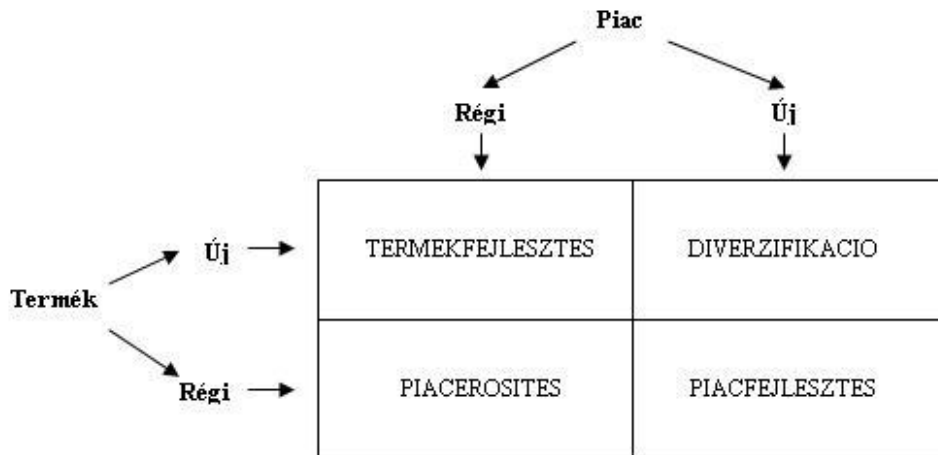 Piac
Régi Új
Új TERMEKFEJLESZTES DIVERZIFIKACIO
Termék
Régi PIACEROSITES PIACFEJLESZTES